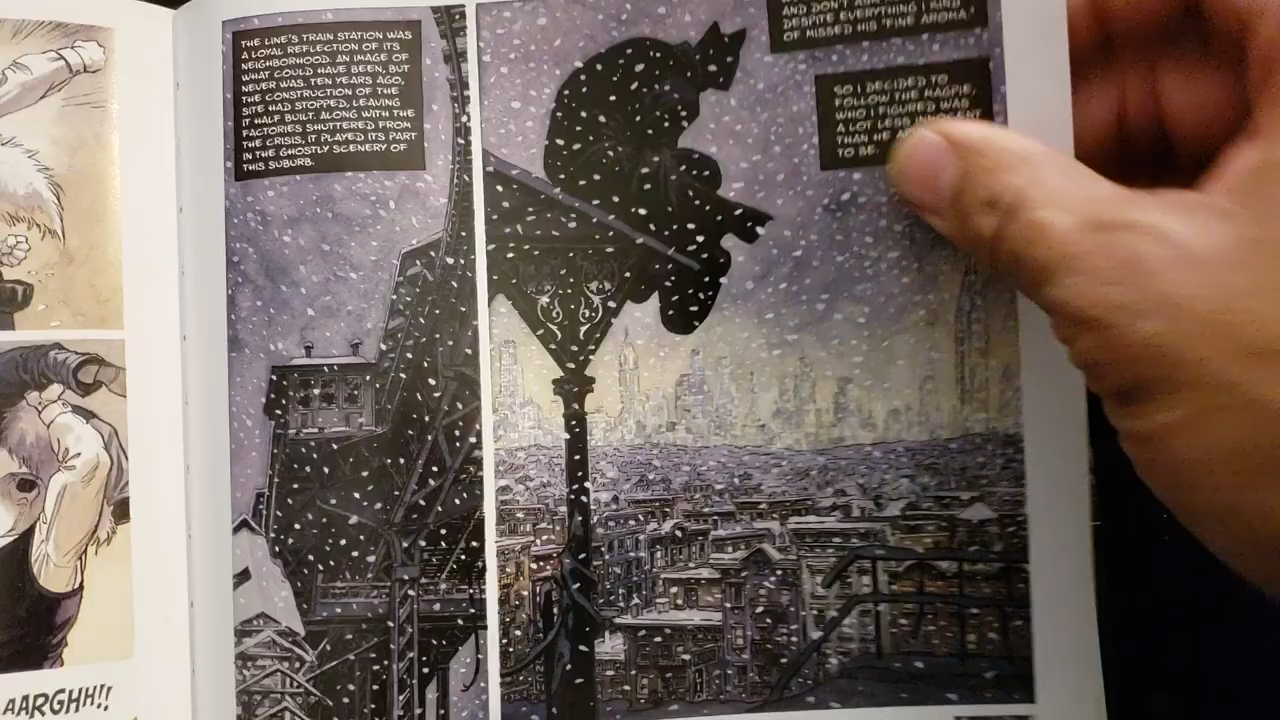 THE LINE'S TRAIN STATION WAS
A LOYAL REFLECTION OF ITS
NEIGHBORHOOD. AN IMAGE OF
WHAT COULD HAVE BEEN, BUT
NEVER WAS. TEN YEARS AGO,
THE CONSTRUCTION OF THE
SITE HAD STOPPED, LEAVING
IT HALF BUILT. ALONG WITH THE
FACTORIES SHUTTERED FROM
THE CRISIS, IT PLAYED ITS PART
IN THE GHOSTLY SCENERY OF
THIS SUBURB.
AND DON'T ASK
DESPITE EVERYTHING I KIND
OF MISSED HIS "FINE AROMA."
SO I DECIDED TO
FOLLOW THE MAGPIE,
WHO I FIGURED WAS
A LOT LESS INNOCENT
THAN HE
TO BE.
AARGHH!!